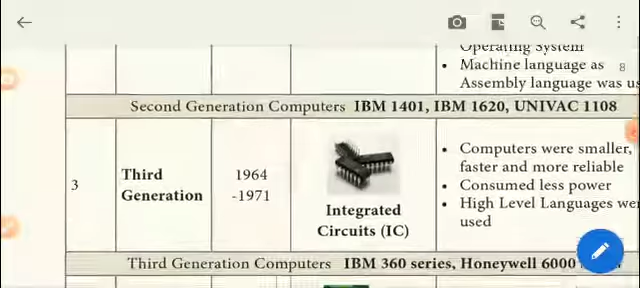 Operating System
• Machine language as 8
Assembly language was us
Second Generation Computers IBM 1401, IBM 1620, UNIVAC 1108
3
Third
Generation
1964
-1971
Integrated
Circuits (IC)
• Computers were smaller,
faster and more reliable
• Consumed less power
• High Level Languages wer
used
Third Generation Computers IBM 360 series, Honeywell 6000